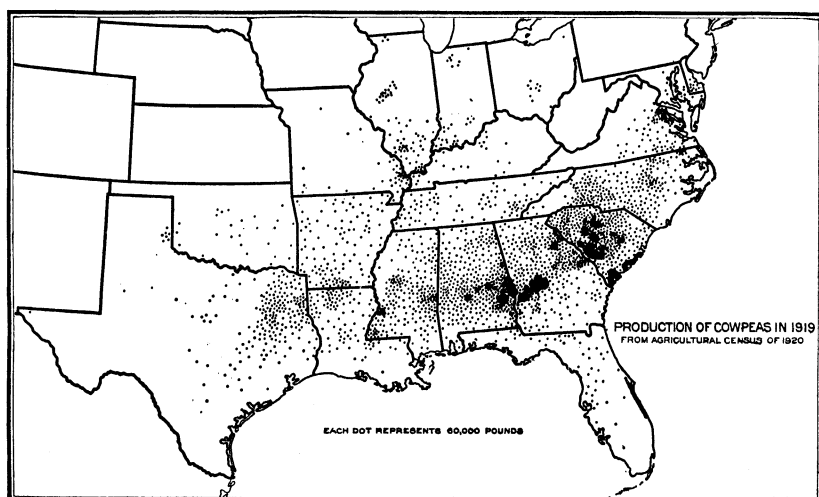 PRODUCTION OF COWPEAS IN 1919
FROM AGRICULTURAL CENSUS OF 1920
EACH DOT REPRESENTS 60,000 POUNDS